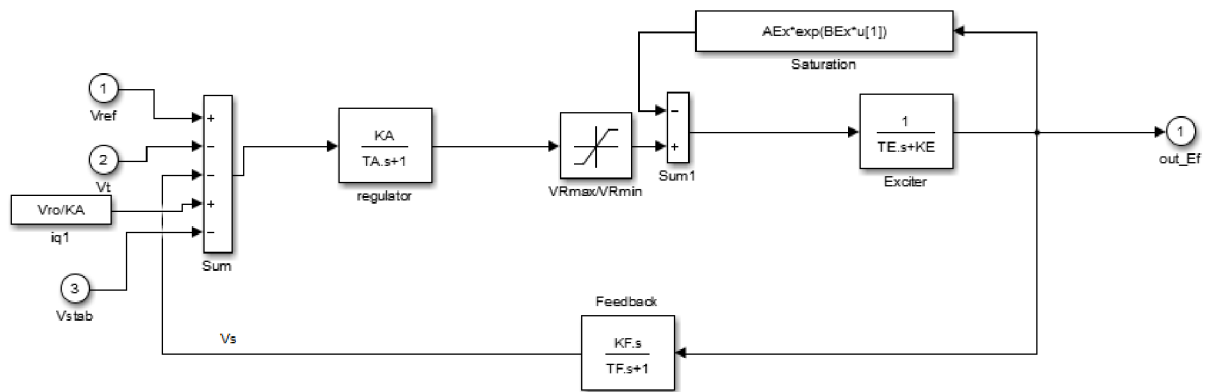 AEx*exp(BEx*u[1])
Saturation
1
Vref
2
Vt
Vro/KA
iq1
3
Vstab
+
−
−
+
−
Sum
KA
TA.s+1
regulator
VRmax/VRmin
−
+
Sum1
1
TE.s+KE
Exciter
1
out_Ef
Feedback
KF.s
TF.s+1
Vs